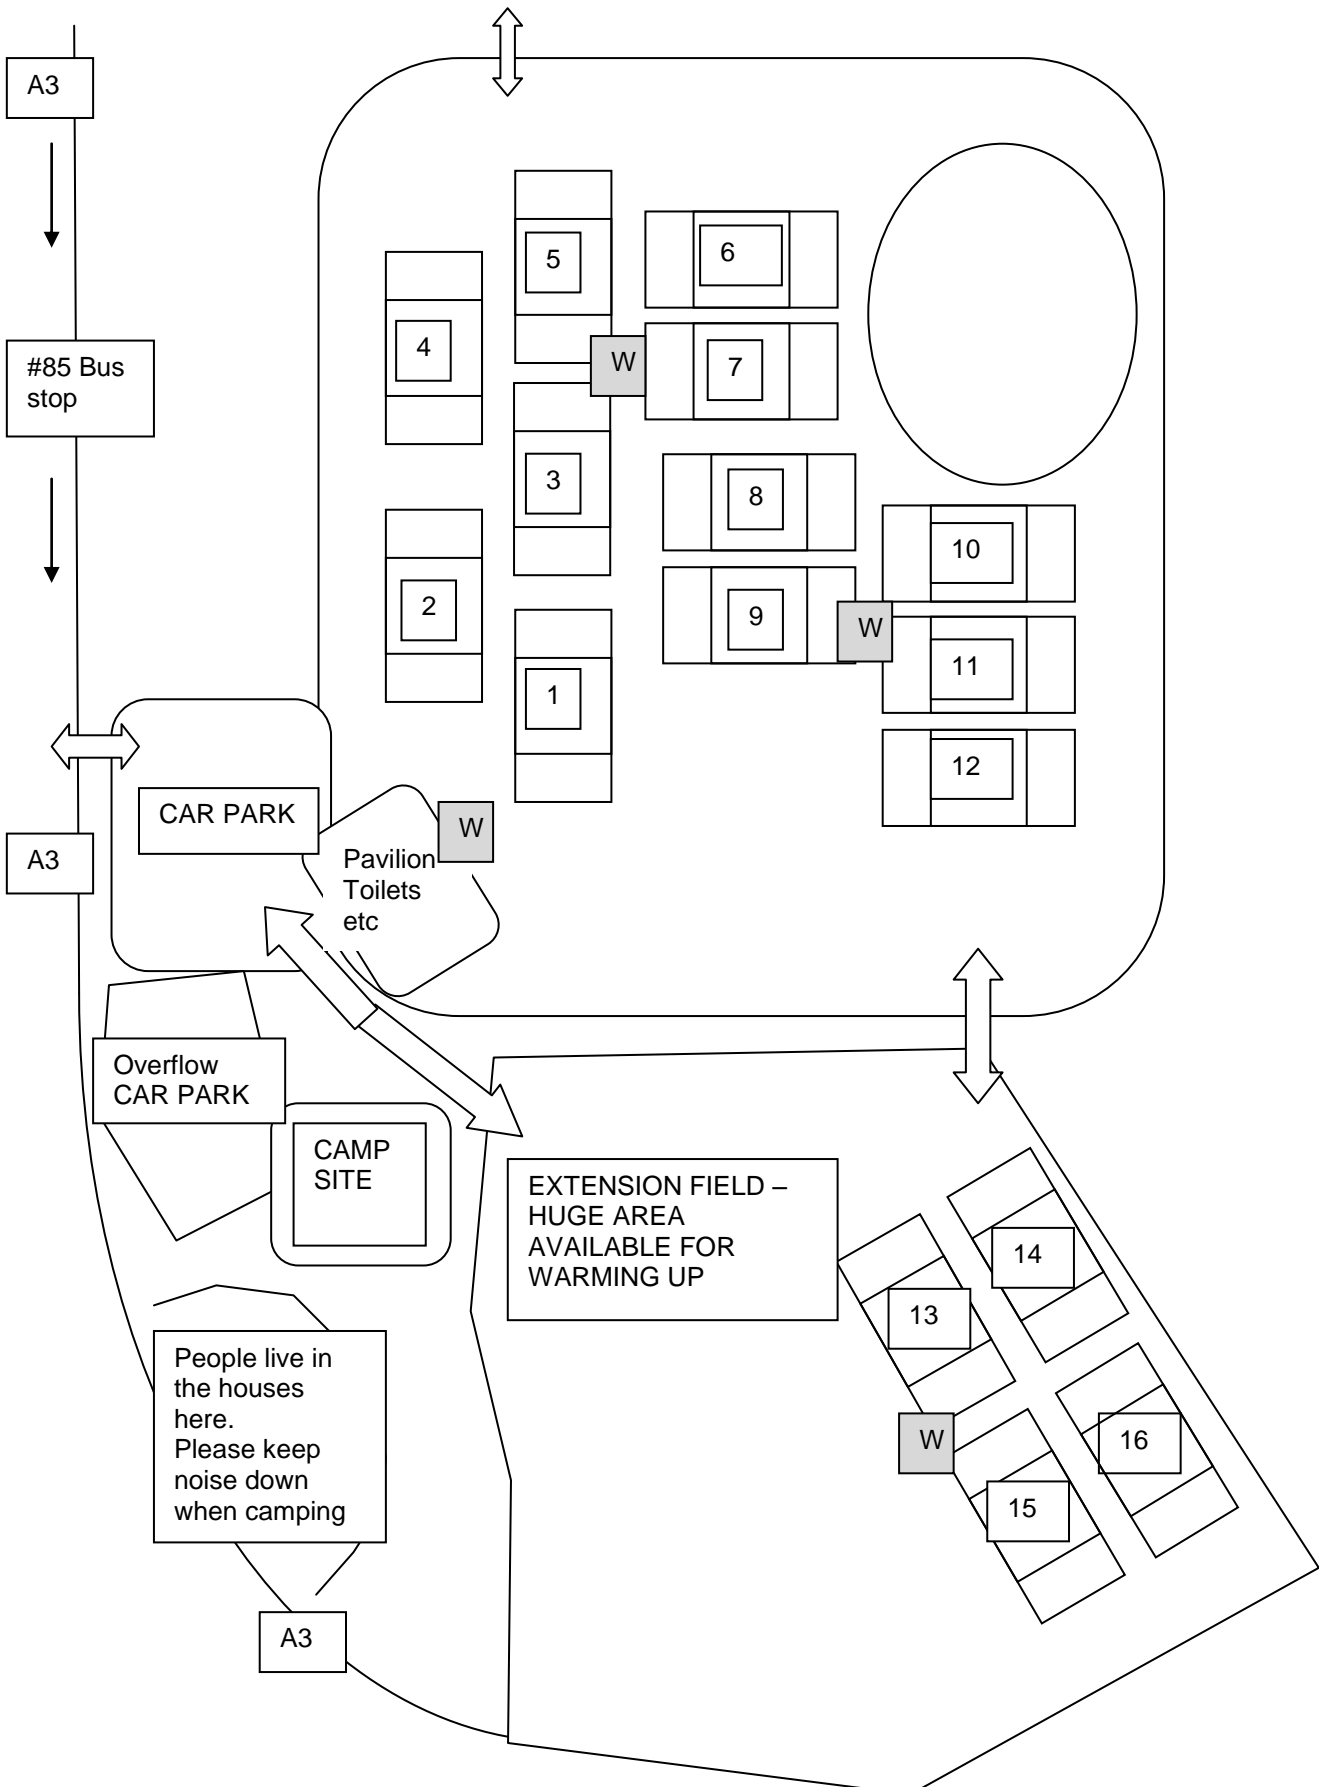 A3
5
6
4
W
7
#85 Bus
stop
3
8
10
2
9
W
11
1
12
CAR PARK
W
A3
Pavilion
Toilets
etc
Overflow
CAR PARK
CAMP
SITE
EXTENSION FIELD –
HUGE AREA
AVAILABLE FOR
WARMING UP
14
13
People live in
the houses
here.
Please keep
noise down
when camping
W
16
15
A3